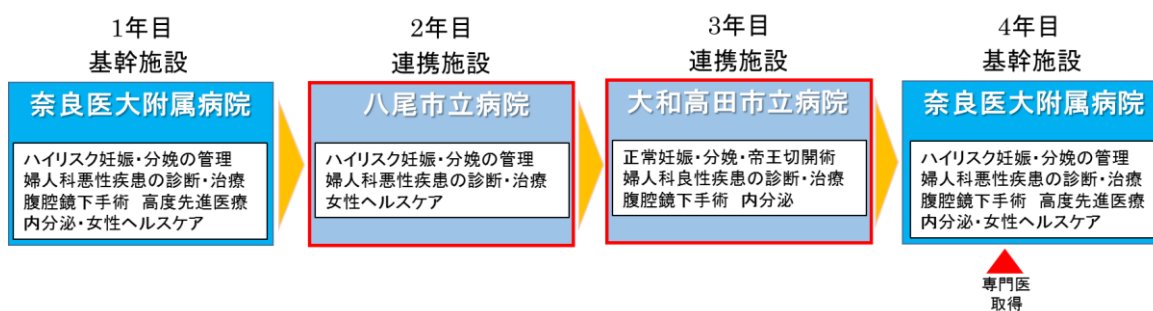 1年目
基幹施設
奈良医大附属病院
ハイリスク妊娠・分娩の管理
婦人科悪性疾患の診断・治療
腹腔鏡下手術 高度先進医療
内分泌・女性ヘルスケア
2年目
連携施設
八尾市立病院
ハイリスク妊娠・分娩の管理
婦人科悪性疾患の診断・治療
女性ヘルスケア
3年目
連携施設
大和高田市立病院
正常妊娠・分娩・帝王切開術
婦人科良性疾患の診断・治療
腹腔鏡下手術 内分泌
4年目
基幹施設
奈良医大附属病院
ハイリスク妊娠・分娩の管理
婦人科悪性疾患の診断・治療
腹腔鏡下手術 高度先進医療
内分泌・女性ヘルスケア
専門医
取得